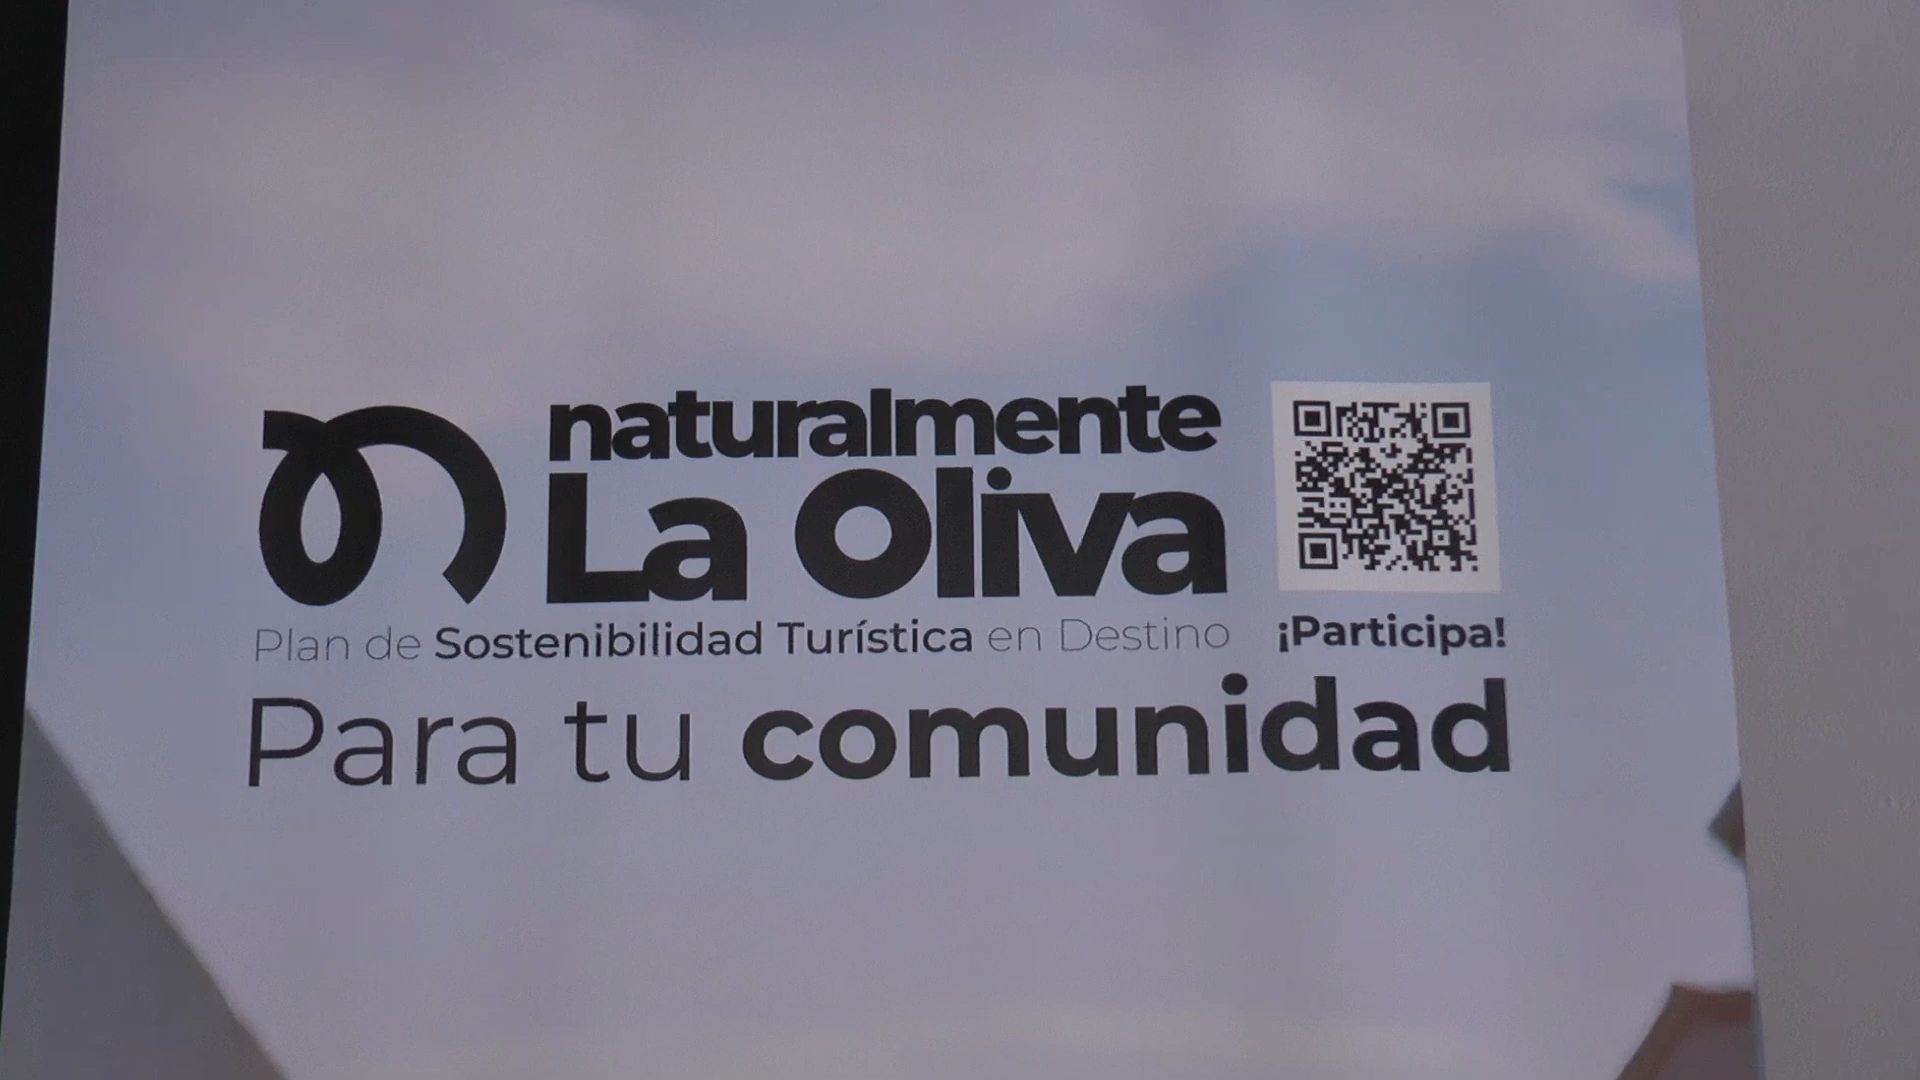 naturalmente
La Oliva
Plan de Sostenibilidad Turística en Destino
¡Participa!
Para tu comunidad